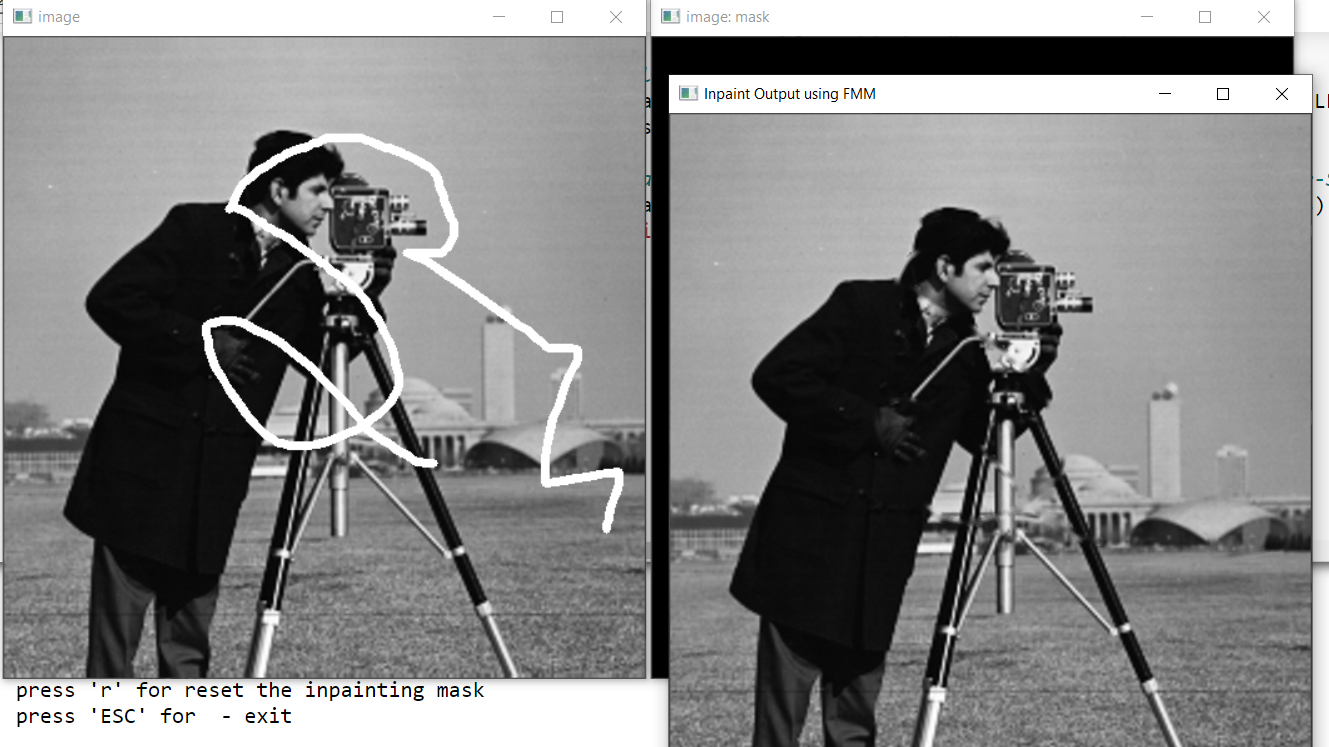 image
image: mask
Inpaint Output using FMM
press 'r' for reset the inpainting mask
press 'ESC' for  - exit